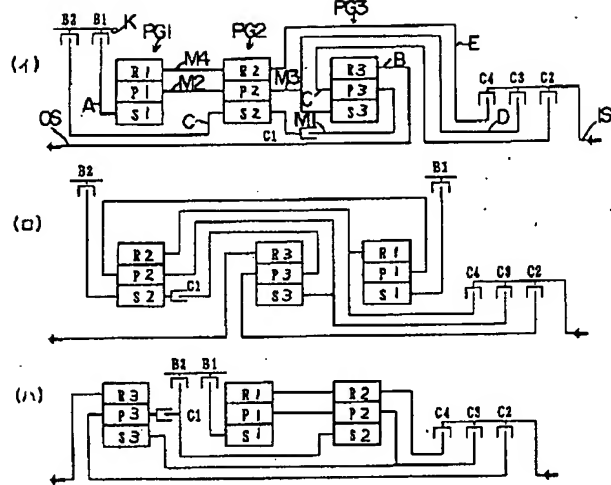 B2 B1 K PG1 PG2 PG3
(イ) R1 M4 R2 M3 R3 B E
P1 M2 P2 P3 C4 C3 C2
A S1 S2 C S3 D IS
OS C C1 M1
B2 B1
(ロ) R2 R3 R1
P2 P3 P1
S2 C1 S3 S1 C4 C3 C2
B2 B1
(ハ) R3 R1 R2
P3 C1 P1 P2 C4 C3 C2
S3 S1 S2